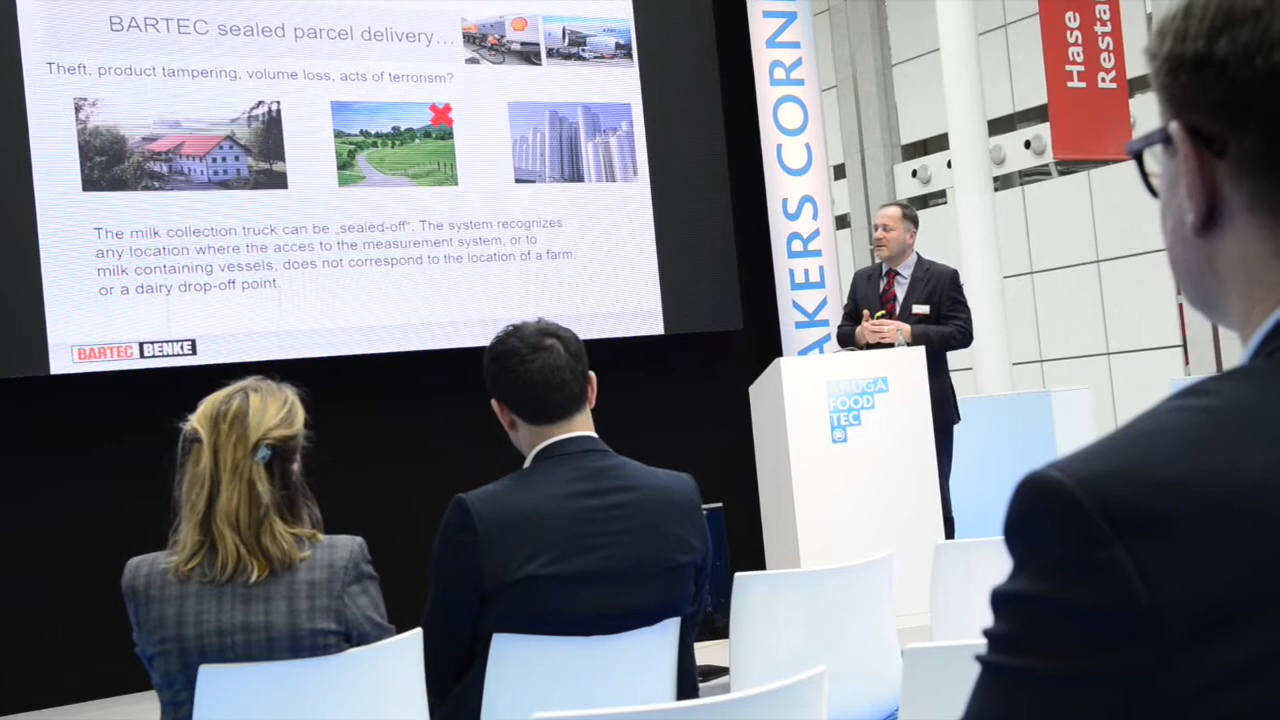 BARTEC sealed parcel delivery…
Theft, product tampering, volume loss, acts of terrorism?
The milk collection truck can be „sealed-off“. The system recognizes
any location where the acces to the measurement system, or to
milk containing vessels, does not correspond to the location of a farm,
or a dairy drop-off point.
BARTEC BENKE
AKERS CORN
Hase
Resta
ANUGA
FOOD
TEC